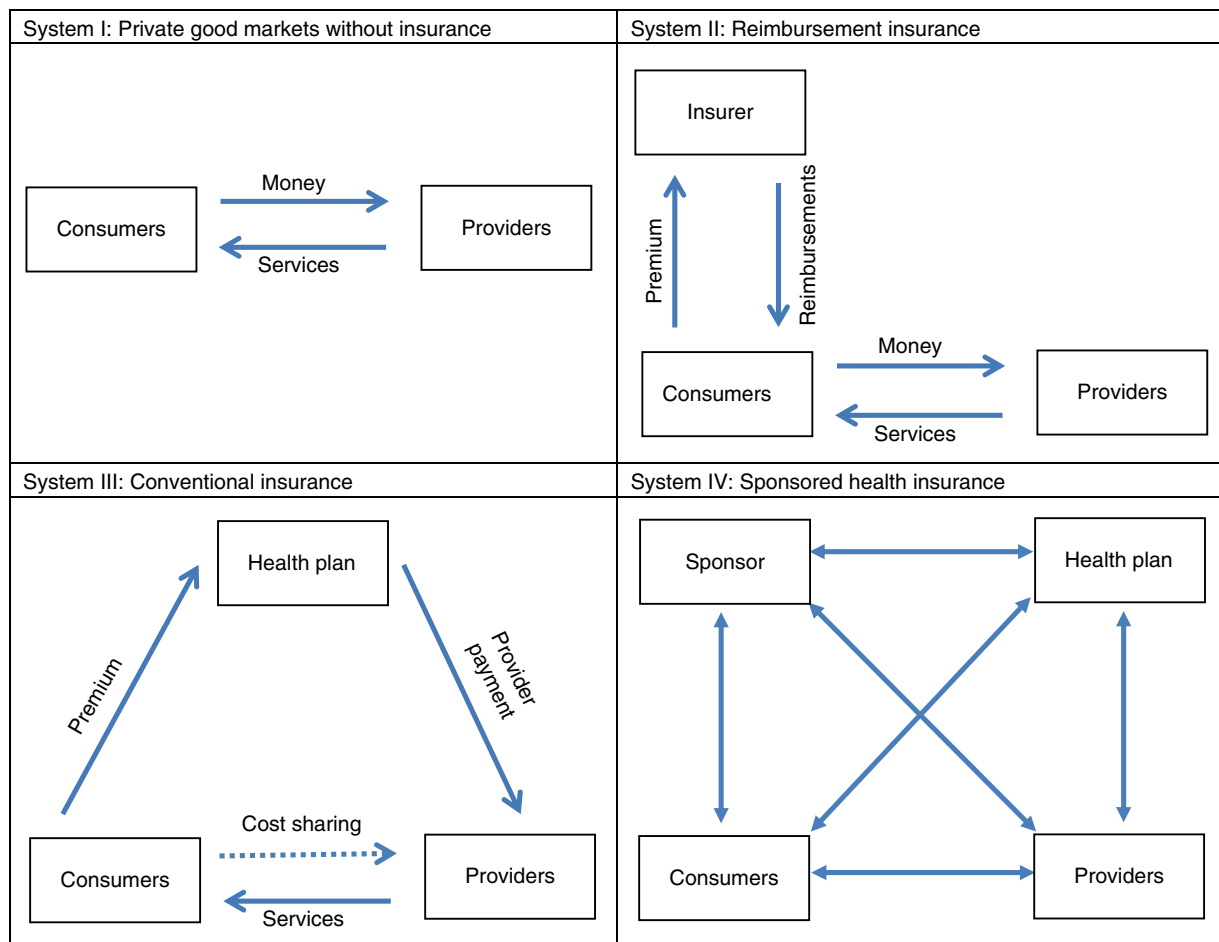 System I: Private good markets without insurance
Consumers
Money
Services
Providers
System II: Reimbursement insurance
Insurer
Premium
Reimbursements
Consumers
Money
Services
Providers
System III: Conventional insurance
Health plan
Premium
Provider
payment
Consumers
Cost sharing
Services
Providers
System IV: Sponsored health insurance
Sponsor
Health plan
Consumers
Providers